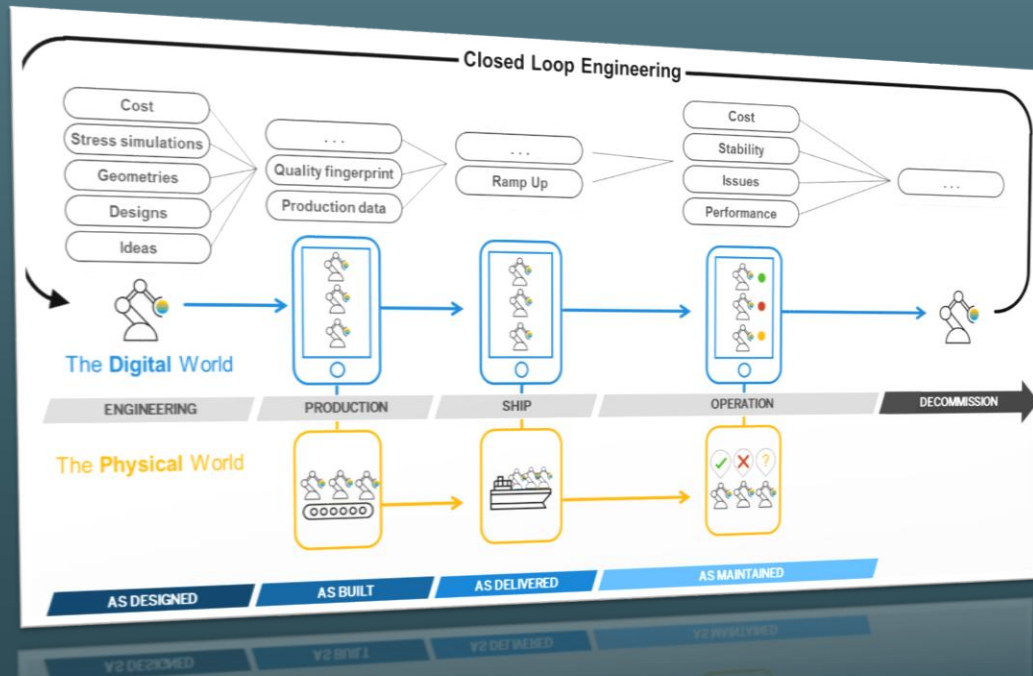 Closed Loop Engineering
Cost
Stress simulations
Geometries
Designs
Ideas
. . .
Quality fingerprint
Production data
. . .
Ramp Up
Cost
Stability
Issues
Performance
. . .
The Digital World
ENGINEERING
PRODUCTION
SHIP
OPERATION
DECOMMISSION
The Physical World
✓
X
?
AS DESIGNED
AS BUILT
AS DELIVERED
AS MAINTAINED